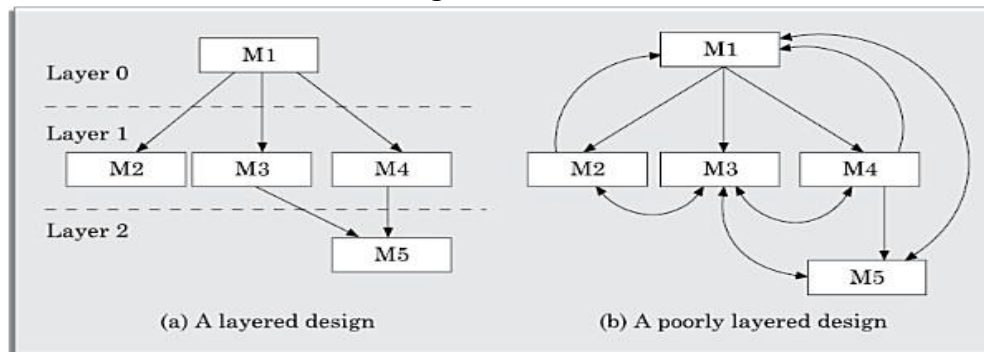 M1
Layer 0
Layer 1
M2
M3
M4
Layer 2
M5
(a) A layered design
M1
M2
M3
M4
M5
(b) A poorly layered design